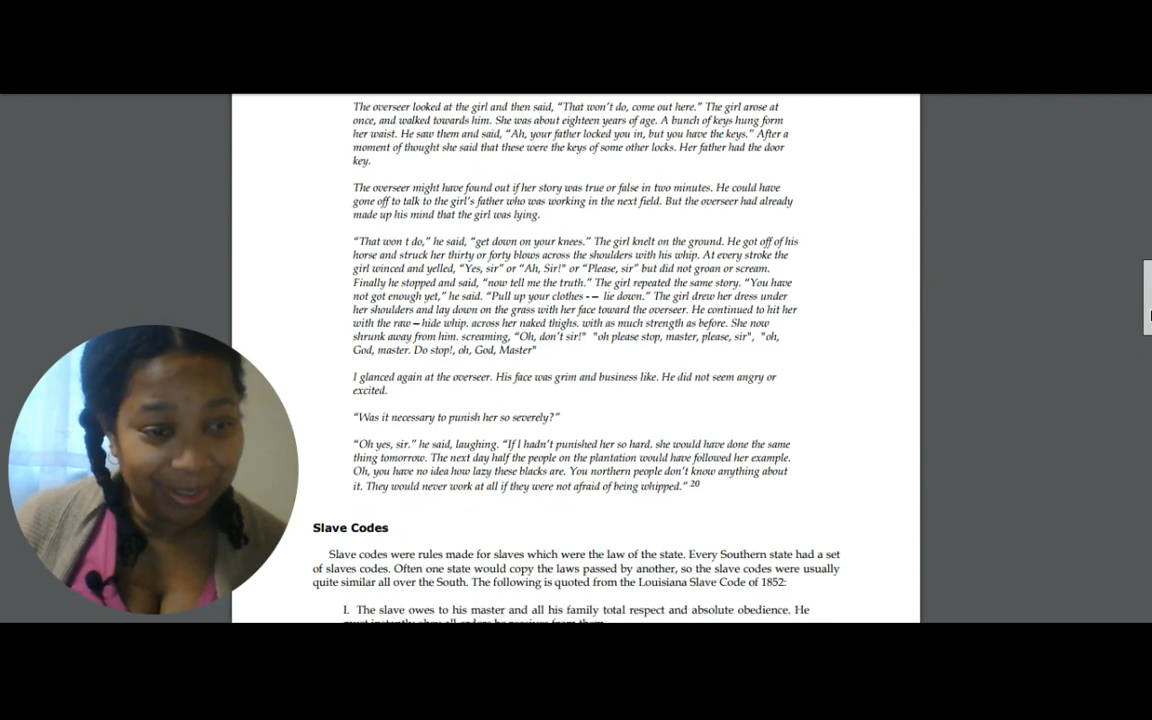 The overseer looked at the girl and then said, “That won’t do, come out here.” The girl arose at
once, and walked towards him. She was about eighteen years of age. A bunch of keys hung form
her waist. He saw them and said, “Ah, your father locked you in, but you have the keys.” After a
moment of thought she said that these were the keys of some other locks. Her father had the door
key.
The overseer might have found out if her story was true or false in two minutes. He could have
gone off to talk to the girl’s father who was working in the next field. But the overseer had already
made up his mind that the girl was lying.
“That won t do,” he said, “get down on your knees.” The girl knelt on the ground. He got off of his
horse and struck her thirty or forty blows across the shoulders with his whip. At every stroke the
girl winced and yelled, “Yes, sir” or “Ah, Sir!" or “Please, sir” but did not groan or scream.
Finally he stopped and said, “now tell me the truth.” The girl repeated the same story. “You have
not got enough yet,” he said. “Pull up your clothes -— lie down.” The girl drew her dress under
her shoulders and lay down on the grass with her face toward the overseer. He continued to hit her
with the raw—hide whip. across her naked thighs. with as much strength as before. She now
shrunk away from him. screaming, “Oh, don’t sir!" "oh please stop, master, please, sir", "oh,
God, master. Do stop!, oh, God, Master"
I glanced again at the overseer. His face was grim and business like. He did not seem angry or
excited.
“Was it necessary to punish her so severely?”
“Oh yes, sir.” he said, laughing. “If I hadn’t punished her so hard. she would have done the same
thing tomorrow. The next day half the people on the plantation would have followed her example.
Oh, you have no idea how lazy these blacks are. You northern people don’t know anything about
it. They would never work at all if they were not afraid of being whipped.” 20
Slave Codes
Slave codes were rules made for slaves which were the law of the state. Every Southern state had a set
of slaves codes. Often one state would copy the laws passed by another, so the slave codes were usually
quite similar all over the South. The following is quoted from the Louisiana Slave Code of 1852:
I. The slave owes to his master and all his family total respect and absolute obedience. He